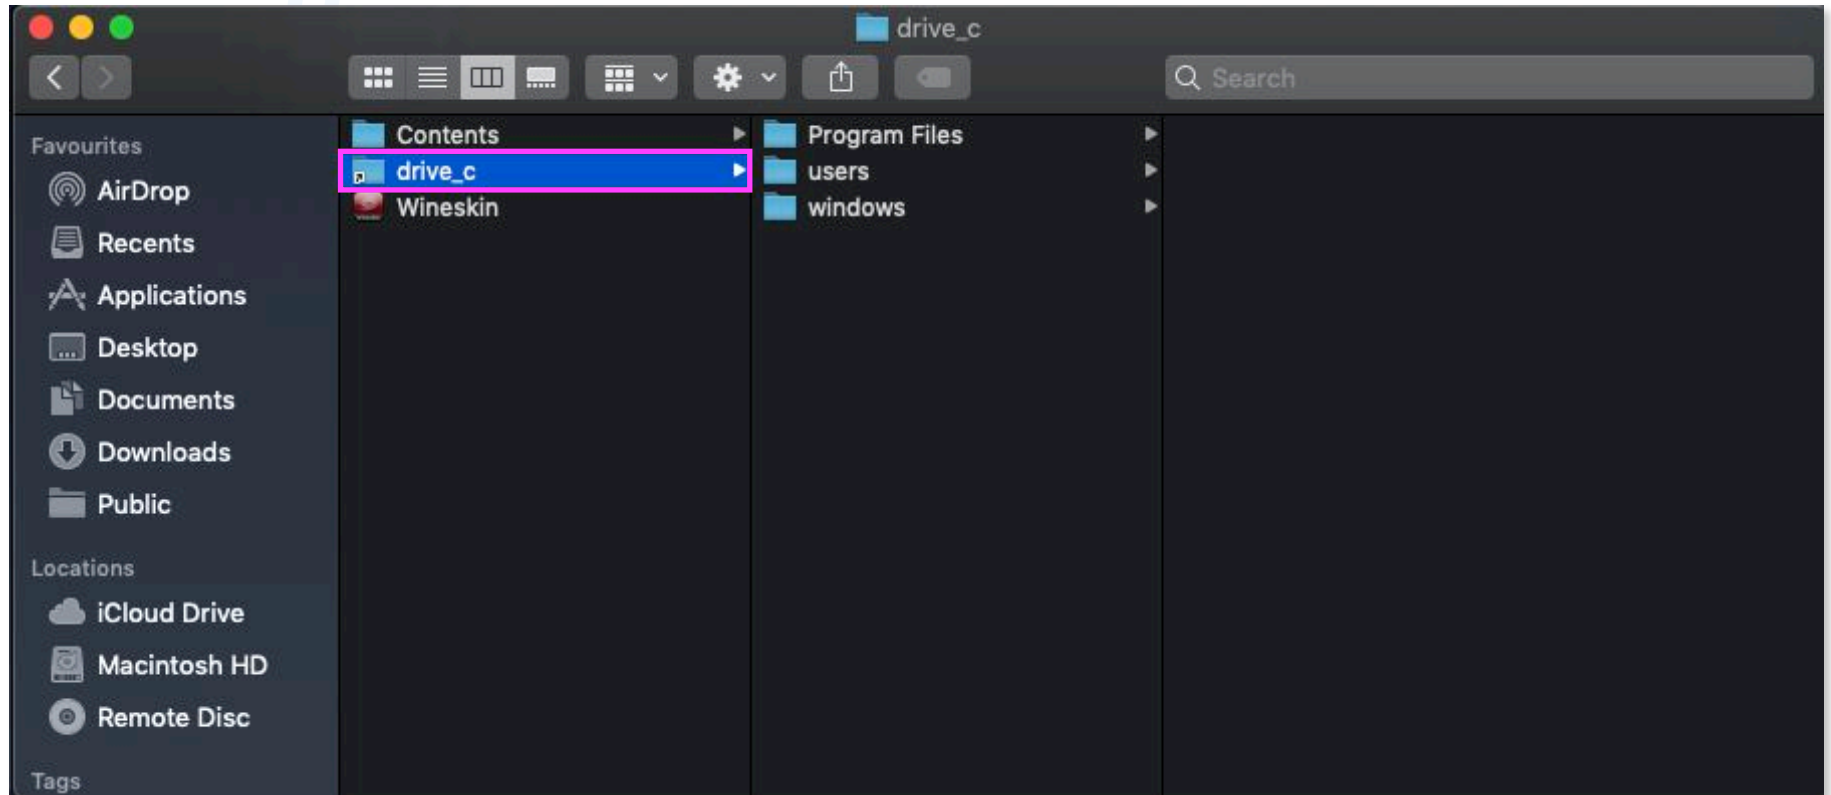 drive_c
Search
Favourites
AirDrop
Recents
Applications
Desktop
Documents
Downloads
Public
Locations
iCloud Drive
Macintosh HD
Remote Disc
Tags
Contents
drive_c
Wineskin
Program Files
users
windows